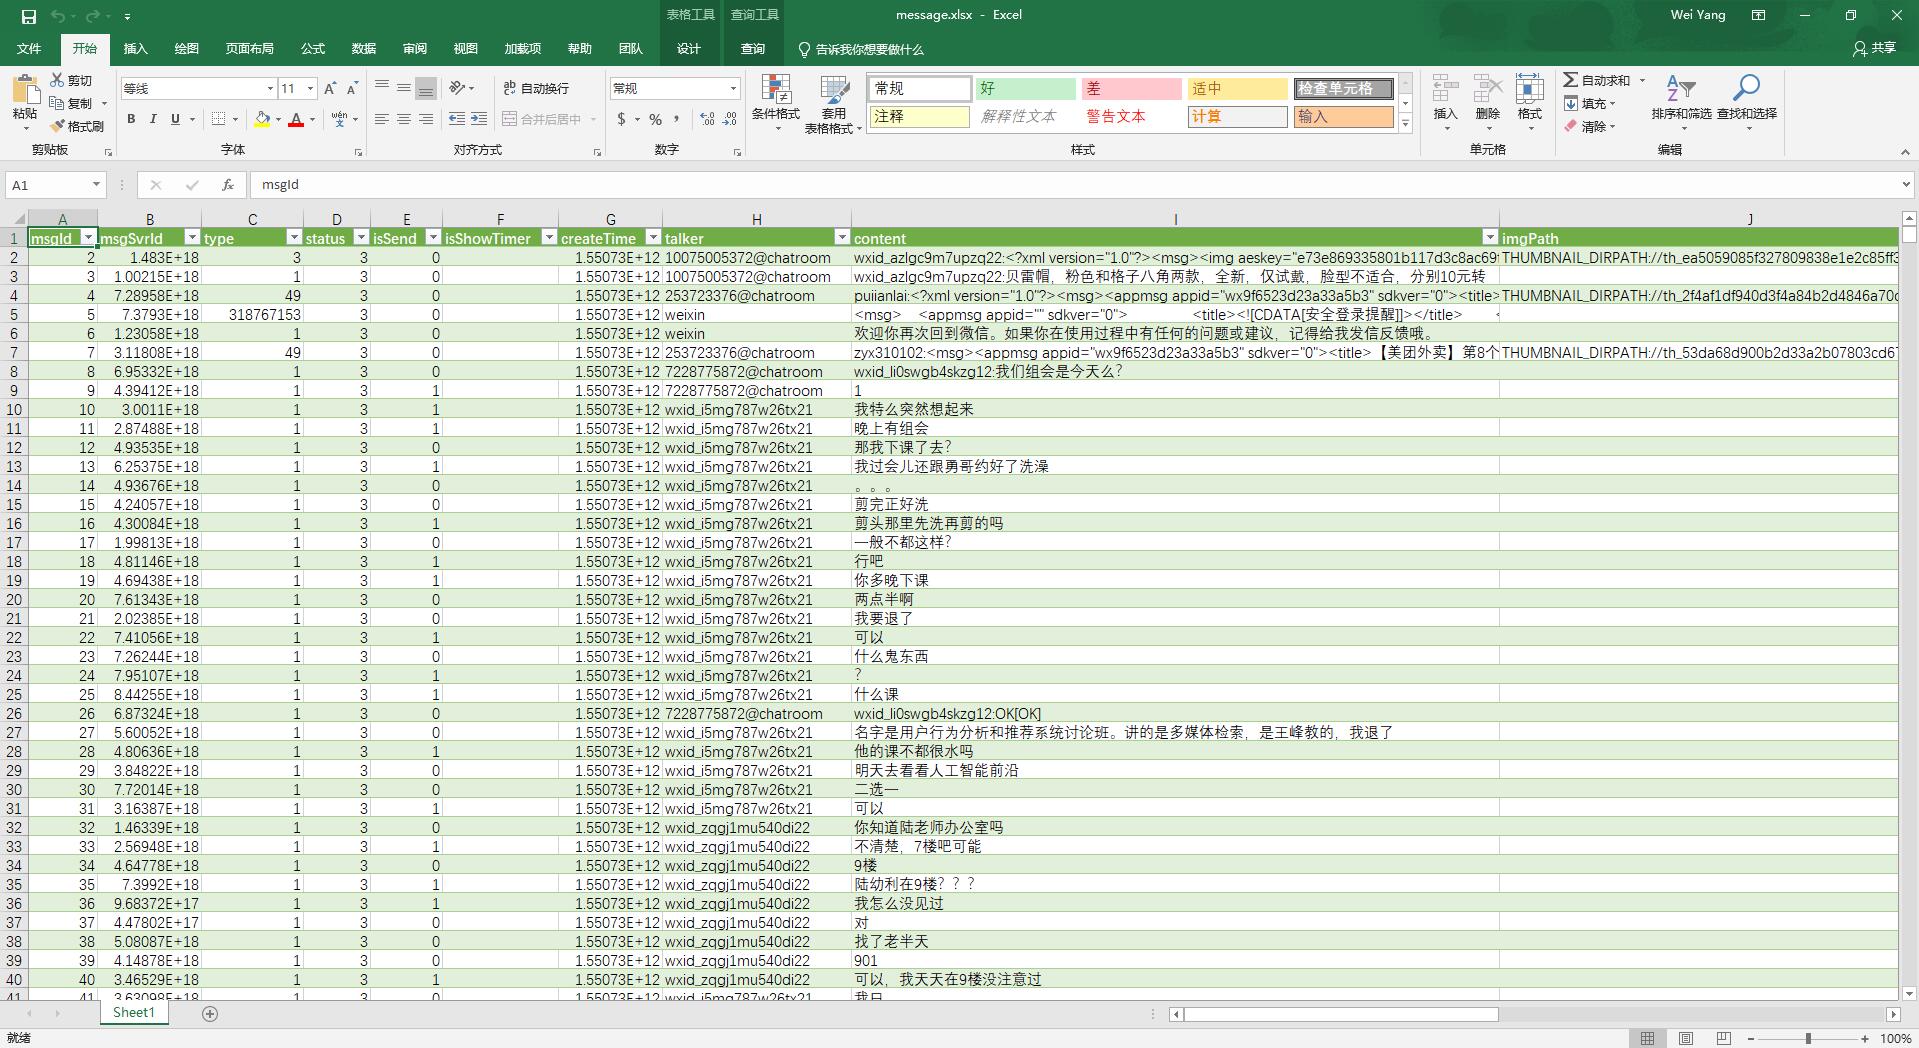 表格工具 查询工具 message.xlsx - Excel Wei Yang
文件 开始 插入 绘图 页面布局 公式 数据 审阅 视图 加载项 帮助 团队 设计 查询 告诉我你想要做什么 共享
粘贴 剪切 复制 格式刷 剪贴板
等线 11 B I U A wén 字体
自动换行 合并后居中 对齐方式
常规 $ % , 数字
条件格式 套用表格格式
常规 好 差 适中 检查单元格
注释 解释性文本 警告文本 计算 输入
样式
插入 删除 格式 单元格
自动求和 填充 清除 排序和筛选 查找和选择 编辑
A1 fx msgId
A B C D E F G H I J
1 msgId msgSvrId type status isSend isShowTimer createTime talker content imgPath
2 2 1.483E+18 3 3 0 1.55073E+12 10075005372@chatroom wxid_azlgc9m7upzq22:<?xml version="1.0"?><msg><img aeskey="e73e869335801b117d3c8ac69 THUMBNAIL_DIRPATH://th_ea5059085f327809838e1e2c85ff3
3 3 1.00215E+18 1 3 0 1.55073E+12 10075005372@chatroom wxid_azlgc9m7upzq22:贝雷帽，粉色和格子八角两款，全新，仅试戴，脸型不适合，分别10元转
4 4 7.28958E+18 49 3 0 1.55073E+12 253723376@chatroom puiianlai:<?xml version="1.0"?><msg><appmsg appid="wx9f6523d23a33a5b3" sdkver="0"><title> THUMBNAIL_DIRPATH://th_2f4af1df940d3f4a84b2d4846a70
5 5 7.3793E+18 318767153 3 0 1.55073E+12 weixin <msg> <appmsg appid="" sdkver="0"> <title><![CDATA[安全登录提醒]]></title>
6 6 1.23058E+18 1 3 0 1.55073E+12 weixin 欢迎你再次回到微信。如果你在使用过程中有任何的问题或建议，记得给我发信反馈哦。
7 7 3.11808E+18 49 3 0 1.55073E+12 253723376@chatroom zyx310102:<msg><appmsg appid="wx9f6523d23a33a5b3" sdkver="0"><title>【美团外卖】第8个 THUMBNAIL_DIRPATH://th_53da68d900b2d33a2b07803cd67
8 8 6.95332E+18 1 3 0 1.55073E+12 7228775872@chatroom wxid_li0swgb4skzg12:我们组会是今天么?
9 9 4.39412E+18 1 3 1 1.55073E+12 7228775872@chatroom 1
10 10 3.0011E+18 1 3 1 1.55073E+12 wxid_i5mg787w26tx21 我特么突然想起来
11 11 2.87488E+18 1 3 1 1.55073E+12 wxid_i5mg787w26tx21 晚上有组会
12 12 4.93535E+18 1 3 0 1.55073E+12 wxid_i5mg787w26tx21 那我下课了去?
13 13 6.25375E+18 1 3 1 1.55073E+12 wxid_i5mg787w26tx21 我过会儿还跟勇哥约好了洗澡
14 14 4.93676E+18 1 3 0 1.55073E+12 wxid_i5mg787w26tx21 。。。
15 15 4.24057E+18 1 3 0 1.55073E+12 wxid_i5mg787w26tx21 剪完正好洗
16 16 4.30084E+18 1 3 1 1.55073E+12 wxid_i5mg787w26tx21 剪头那里先洗再剪的吗
17 17 1.99813E+18 1 3 0 1.55073E+12 wxid_i5mg787w26tx21 一般不都这样?
18 18 4.81146E+18 1 3 1 1.55073E+12 wxid_i5mg787w26tx21 行吧
19 19 4.69438E+18 1 3 1 1.55073E+12 wxid_i5mg787w26tx21 你多晚下课
20 20 7.61343E+18 1 3 0 1.55073E+12 wxid_i5mg787w26tx21 两点半啊
21 21 2.02385E+18 1 3 0 1.55073E+12 wxid_i5mg787w26tx21 我要退了
22 22 7.41056E+18 1 3 1 1.55073E+12 wxid_i5mg787w26tx21 可以
23 23 7.26244E+18 1 3 0 1.55073E+12 wxid_i5mg787w26tx21 什么鬼东西
24 24 7.95107E+18 1 3 1 1.55073E+12 wxid_i5mg787w26tx21 ?
25 25 8.44255E+18 1 3 1 1.55073E+12 wxid_i5mg787w26tx21 什么课
26 26 6.87324E+18 1 3 0 1.55073E+12 7228775872@chatroom wxid_li0swgb4skzg12:OK[OK]
27 27 5.60052E+18 1 3 0 1.55073E+12 wxid_i5mg787w26tx21 名字是用户行为分析和推荐系统讨论班。讲的是多媒体检索，是王峰教的，我退了
28 28 4.80636E+18 1 3 1 1.55073E+12 wxid_i5mg787w26tx21 他的课不都很水吗
29 29 3.84822E+18 1 3 0 1.55073E+12 wxid_i5mg787w26tx21 明天去看看人工智能前沿
30 30 7.72014E+18 1 3 0 1.55073E+12 wxid_i5mg787w26tx21 二选一
31 31 3.16387E+18 1 3 1 1.55073E+12 wxid_i5mg787w26tx21 可以
32 32 1.46339E+18 1 3 0 1.55073E+12 wxid_zqgj1mu540di22 你知道陆老师办公室吗
33 33 2.56948E+18 1 3 1 1.55073E+12 wxid_zqgj1mu540di22 不清楚，7楼吧可能
34 34 4.64778E+18 1 3 0 1.55073E+12 wxid_zqgj1mu540di22 9楼
35 35 7.3992E+18 1 3 1 1.55073E+12 wxid_zqgj1mu540di22 陆幼利在9楼? ? ?
36 36 9.68372E+17 1 3 1 1.55073E+12 wxid_zqgj1mu540di22 我怎么没见过
37 37 4.47802E+17 1 3 0 1.55073E+12 wxid_zqgj1mu540di22 对
38 38 5.08087E+18 1 3 0 1.55073E+12 wxid_zqgj1mu540di22 找了老半天
39 39 4.14878E+18 1 3 0 1.55073E+12 wxid_zqgj1mu540di22 901
40 40 3.46529E+18 1 3 1 1.55073E+12 wxid_zqgj1mu540di22 可以，我天天在9楼没注意过
41 41 3.63098E+18 1 3 0 1.55073E+12 wxid_i5mg787w26tx21 我日
Sheet1
就绪 100%